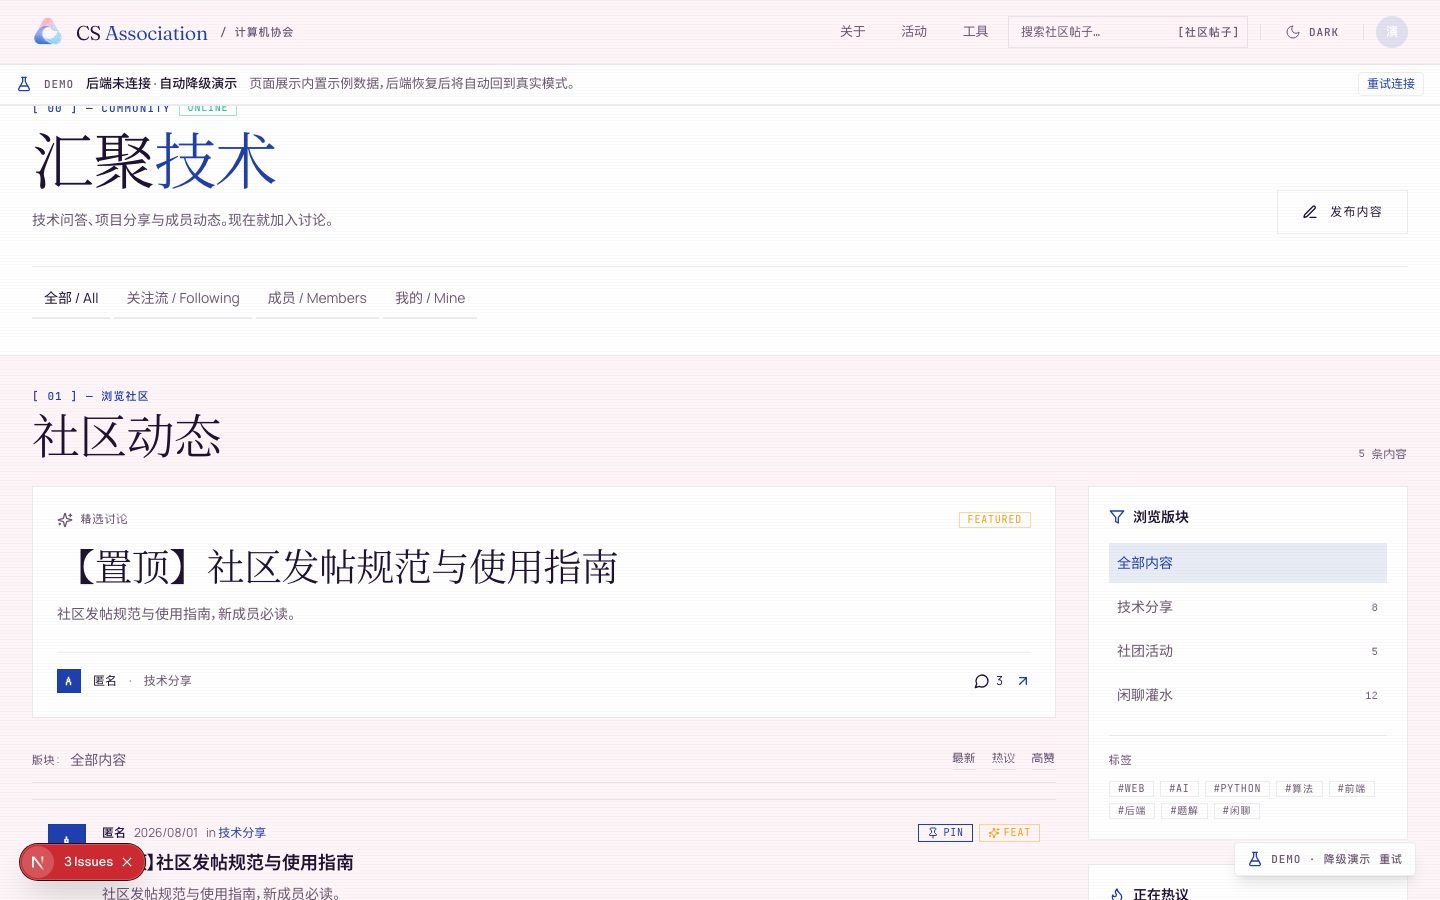 CS Association / 计算机协会
关于 活动 工具 搜索社区帖子... [社区帖子] DARK 演
DEMO 后端未连接 · 自动降级演示 页面展示内置示例数据，后端恢复后将自动回到真实模式。 重试连接
[ 00 ] — COMMUNITY ONLINE
汇聚技术
技术问答、项目分享与成员动态。现在就加入讨论。
发布内容
全部 / All 关注流 / Following 成员 / Members 我的 / Mine
[ 01 ] — 浏览社区
社区动态
5 条内容
精选讨论 FEATURED
【置顶】社区发帖规范与使用指南
社区发帖规范与使用指南，新成员必读。
A 匿名 · 技术分享 3
版块: 全部内容 最新 热议 高赞
匿名 2026/08/01 in 技术分享 PIN FEAT
】社区发帖规范与使用指南
社区发帖规范与使用指南，新成员必读。
浏览版块
全部内容
技术分享 8
社团活动 5
闲聊灌水 12
标签
#WEB #AI #PYTHON #算法 #前端
#后端 #题解 #闲聊
正在热议
N 3 Issues
DEMO · 降级演示 重试